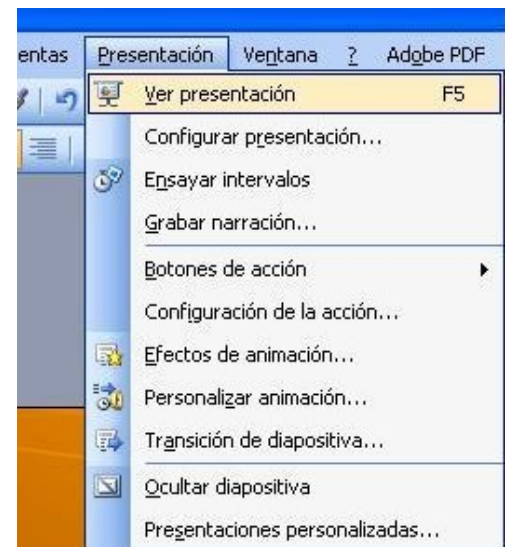 entas Presentación Ventana ? Adobe PDF
Ver presentación F5
Configurar presentación...
Ensayar intervalos
Grabar narración...
Botones de acción
Configuración de la acción...
Efectos de animación...
Personalizar animación...
Transición de diapositiva...
Ocultar diapositiva
Presentaciones personalizadas...